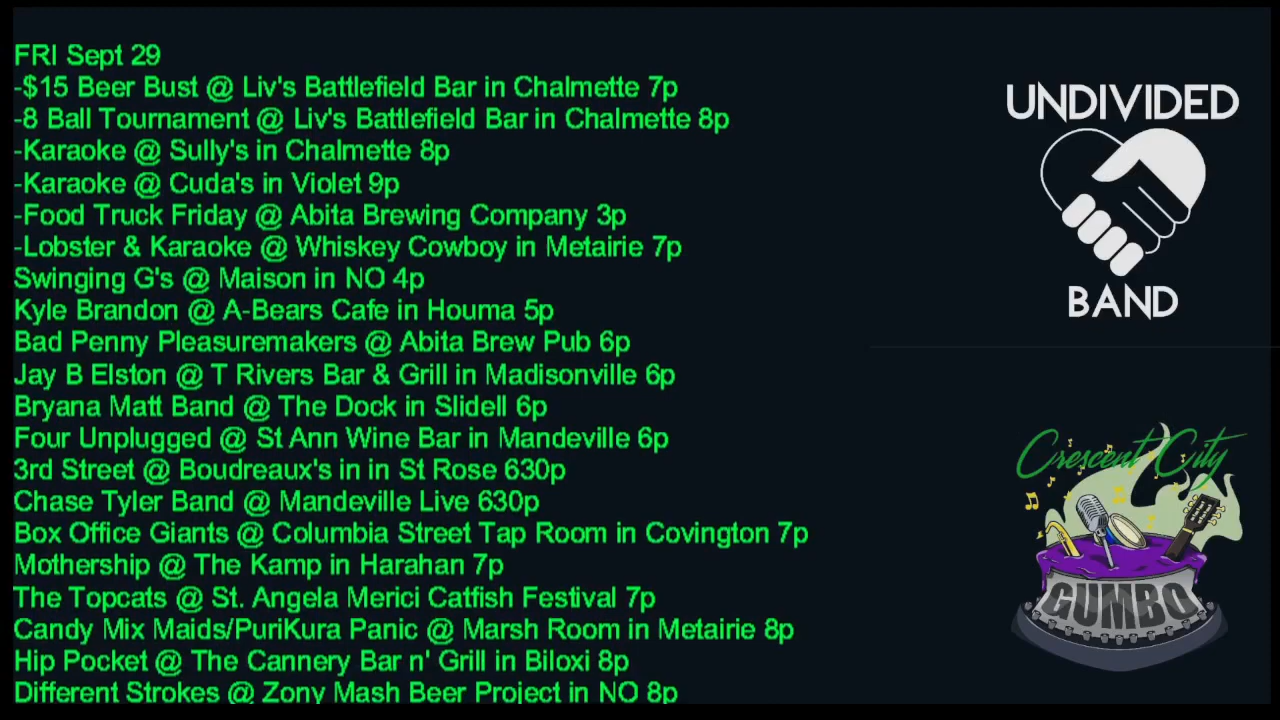 FRI Sept 29
-$15 Beer Bust @ Liv's Battlefield Bar in Chalmette 7p
-8 Ball Tournament @ Liv's Battlefield Bar in Chalmette 8p
-Karaoke @ Sully's in Chalmette 8p
-Karaoke @ Cuda's in Violet 9p
-Food Truck Friday @ Abita Brewing Company 3p
-Lobster & Karaoke @ Whiskey Cowboy in Metairie 7p
Swinging G's @ Maison in NO 4p
Kyle Brandon @ A-Bears Cafe in Houma 5p
Bad Penny Pleasuremakers @ Abita Brew Pub 6p
Jay B Elston @ T Rivers Bar & Grill in Madisonville 6p
Bryana Matt Band @ The Dock in Slidell 6p
Four Unplugged @ St Ann Wine Bar in Mandeville 6p
3rd Street @ Boudreaux's in in St Rose 630p
Chase Tyler Band @ Mandeville Live 630p
Box Office Giants @ Columbia Street Tap Room in Covington 7p
Mothership @ The Kamp in Harahan 7p
The Topcats @ St. Angela Merici Catfish Festival 7p
Candy Mix Maids/PuriKura Panic @ Marsh Room in Metairie 8p
Hip Pocket @ The Cannery Bar n' Grill in Biloxi 8p
Different Strokes @ Zony Mash Beer Project in NO 8p
UNDIVIDED
BAND
Crescent City
GUMBO